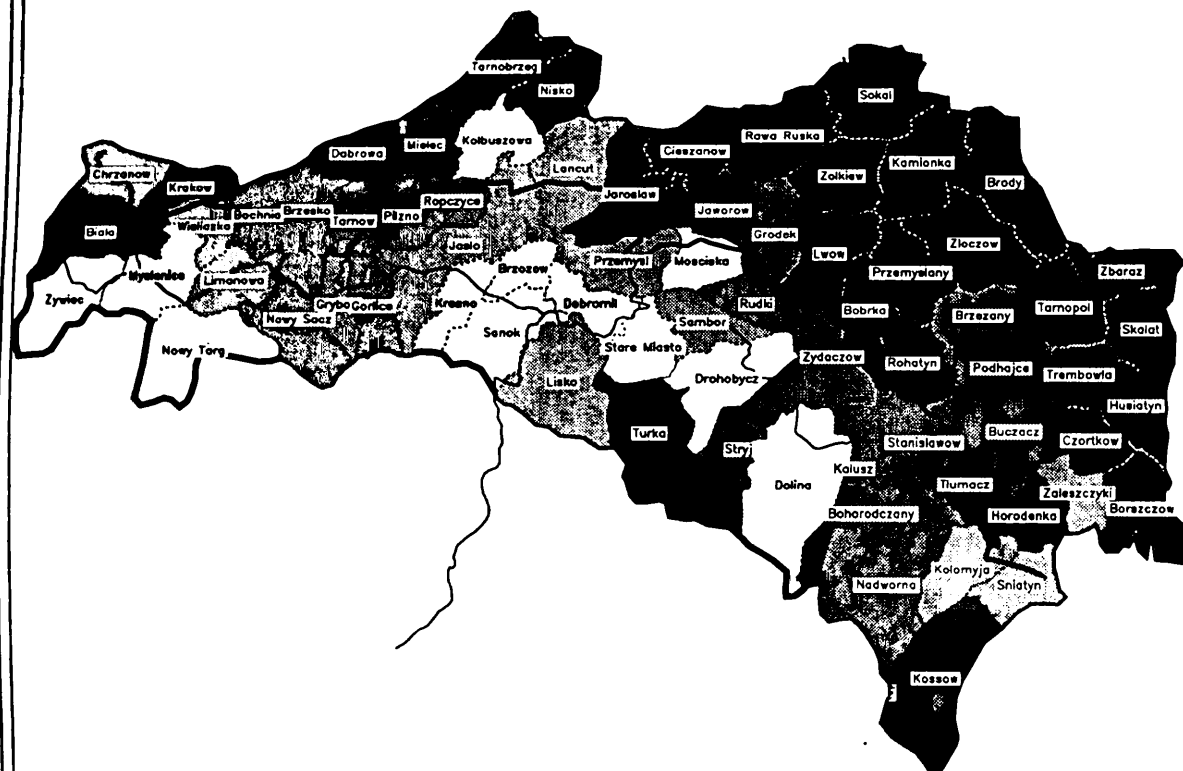 Tarnobrzeg
Nisko
Sokal
Mielec
Kolbuszowa
Rawa Ruska
Dabrowa
Cieszanow
Kamionka
Chrzanow
Lancut
Zolkiew
Brody
Krakow
Jaroslaw
Ropczyce
Jaworow
Bochnia
Brzesko
Tarnow
Pilzno
Wieliczka
Biala
Grodek
Jaslo
Zloczow
Lwow
Przemysl
Mosciska
Brzozow
Zbaraz
Przemyslany
Myslenice
Limanowa
Zywiec
Krosno
Dobromil
Rudki
Grybo
Gorlice
Bobrka
Brzezany
Tarnopol
Nowy Sacz
Sambor
Skalat
Sanok
Stare Miasto
Nowy Targ
Zydaczow
Rohatyn
Podhajce
Trembowla
Lisko
Drohobycz
Husiatyn
Turka
Buczacz
Stanislawow
Czortkow
Stryj
Kalusz
Dolina
Tlumacz
Zaleszczyki
Bohorodczany
Horodenka
Borszczow
Kolomyja
Nadworna
Sniatyn
Kossow